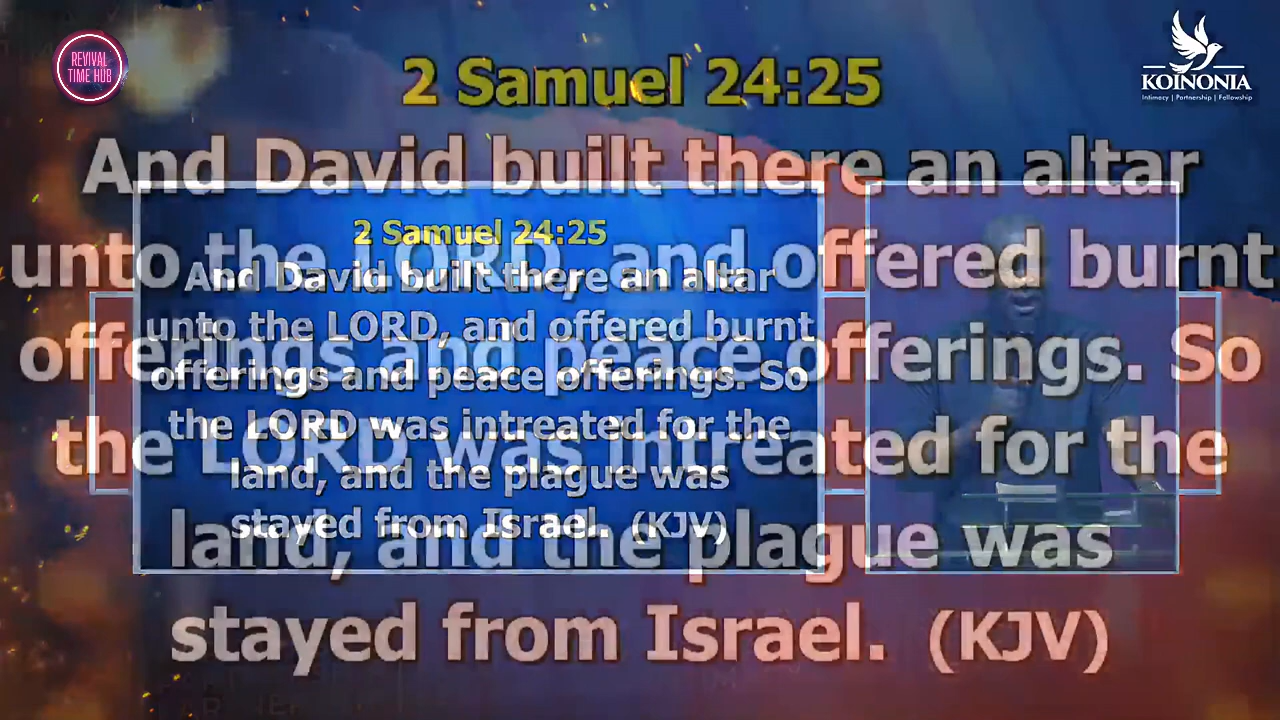 REVIVAL
TIME HUB
KOINONIA
Intimacy | Partnership | Fellowship
2 Samuel 24:25
And David built there an altar
unto the LORD, and offered burnt
offerings and peace offerings. So
the LORD was intreated for the
land, and the plague was
stayed from Israel. (KJV)
2 Samuel 24:25
And David built there an altar
unto the LORD, and offered burnt
offerings and peace offerings. So
the LORD was intreated for the
land, and the plague was
stayed from Israel. (KJV)